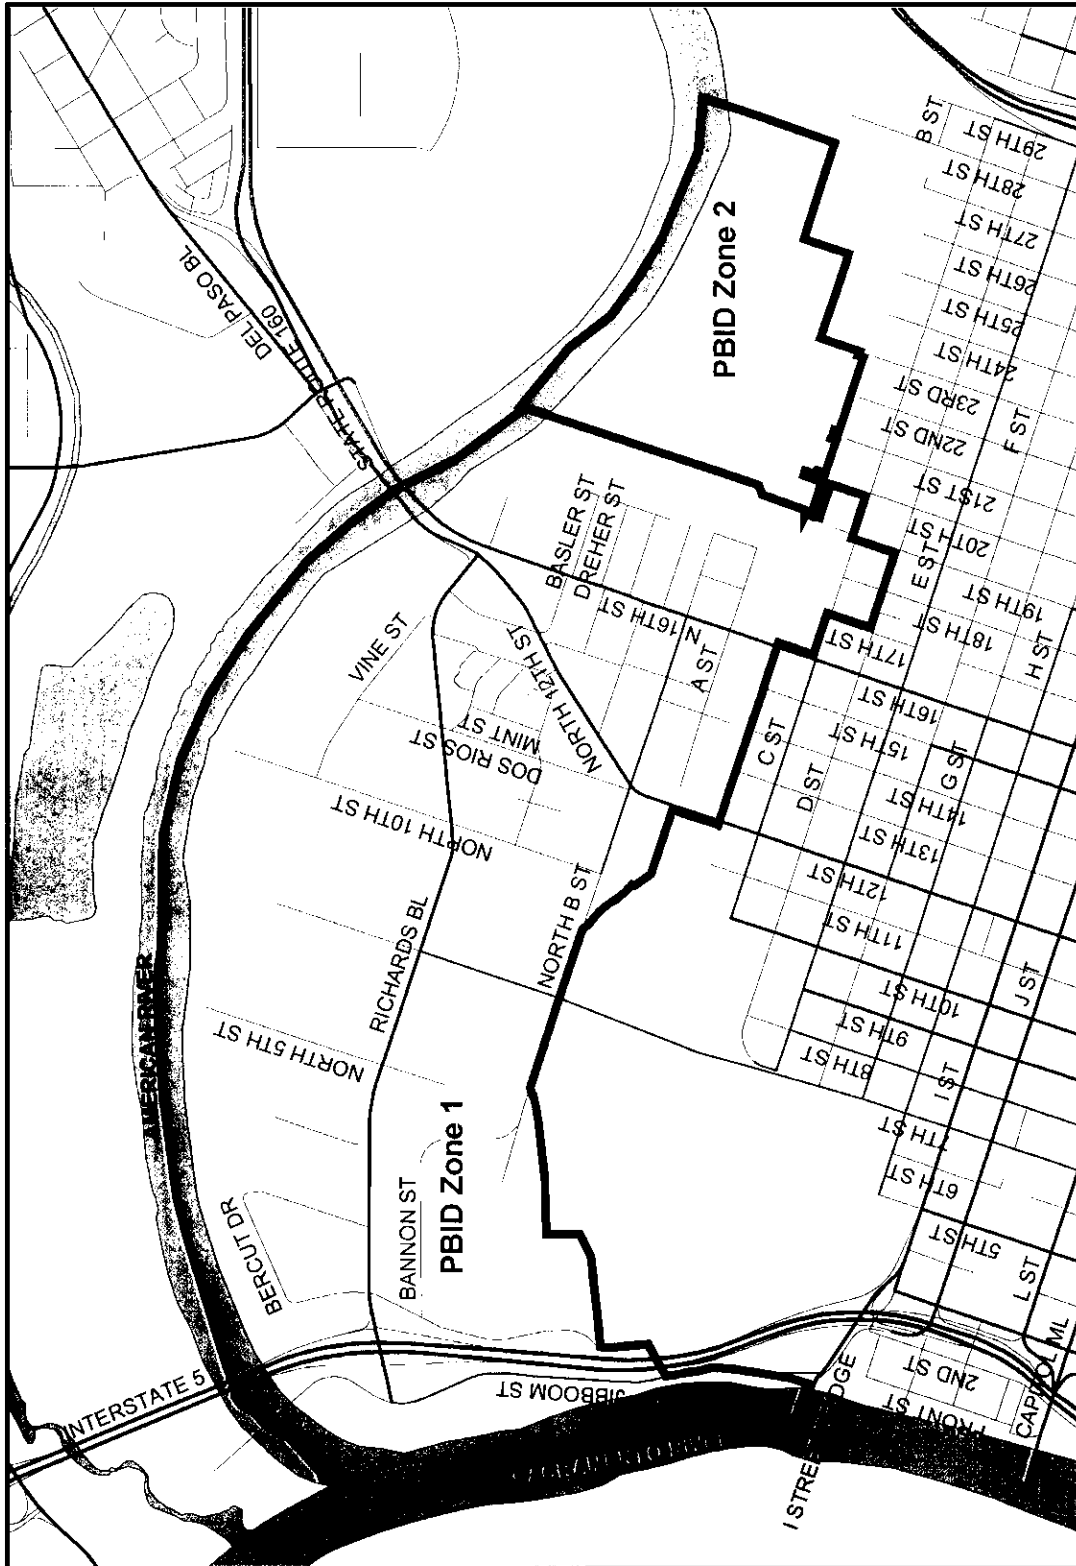 DEL PASO BL
STATE ROUTE 160
AMERICAN RIVER
PBID Zone 2
B ST
29TH ST
28TH ST
27TH ST
26TH ST
25TH ST
24TH ST
23RD ST
22ND ST
21ST ST
20TH ST
19TH ST
18TH ST
17TH ST
16TH ST
15TH ST
14TH ST
13TH ST
12TH ST
11TH ST
10TH ST
9TH ST
8TH ST
7TH ST
6TH ST
5TH ST
2ND ST
FRONT ST
F ST
E ST
H ST
G ST
C ST
D ST
J ST
I ST
L ST
CAPITOL ML
BASLER ST
DREHER ST
N 16TH ST
A ST
VINE ST
NORTH 12TH ST
MINT ST
DOS RIOS ST
NORTH 10TH ST
RICHARDS BL
NORTH B ST
NORTH 5TH ST
PBID Zone 1
BANNON ST
BERCUT DR
INTERSTATE 5
JIBBOOM ST
I STREET BRIDGE